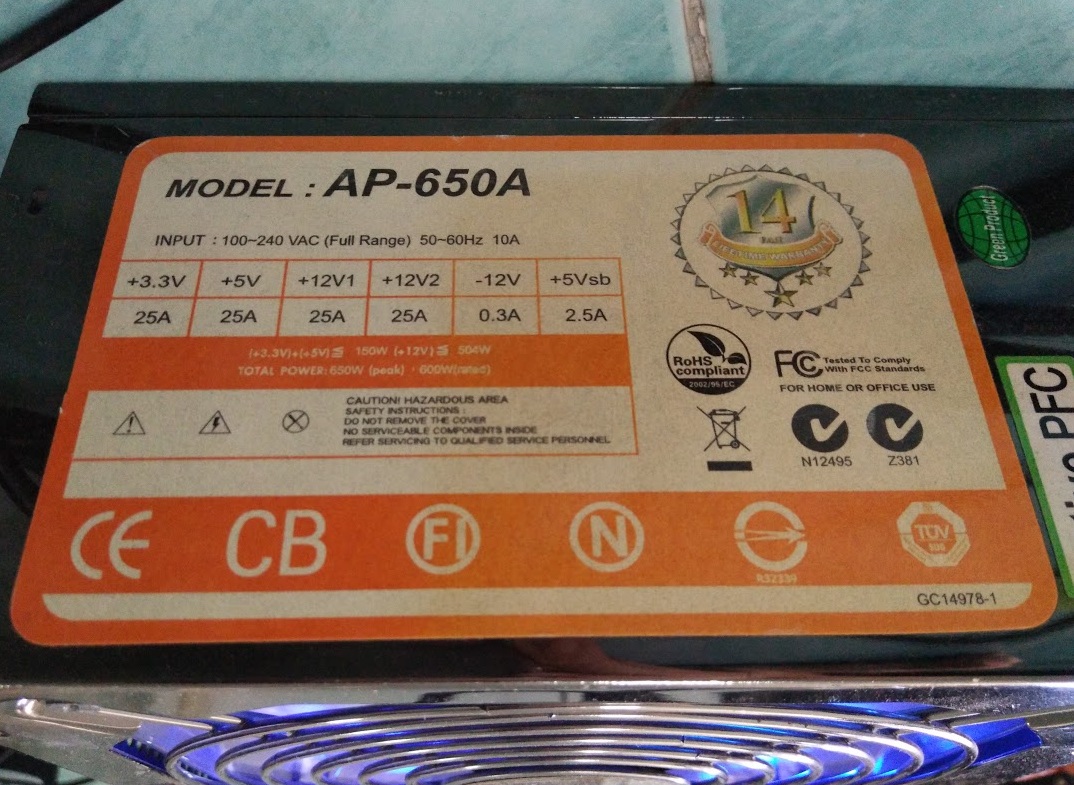 MODEL : AP-650A
14
LIFETIME WARRANTY
Green Product
INPUT : 100~240 VAC (Full Range) 50~60Hz 10A
+3.3V +5V +12V1 +12V2 -12V +5Vsb
25A 25A 25A 25A 0.3A 2.5A
(+3.3V)+(+5V)≦ 150W (+12V)≦ 504W
TOTAL POWER: 650W (peak) · 600W(rated)
CAUTION! HAZARDOUS AREA
SAFETY INSTRUCTIONS :
DO NOT REMOVE THE COVER
NO SERVICEABLE COMPONENTS INSIDE
REFER SERVICING TO QUALIFIED SERVICE PERSONNEL
RoHS
compliant
2002/95/EC
FC Tested To Comply
With FCC Standards
FOR HOME OR OFFICE USE
N12495 Z381
PFC
CE CB FI N
R32339
TÜV
GC14978-1